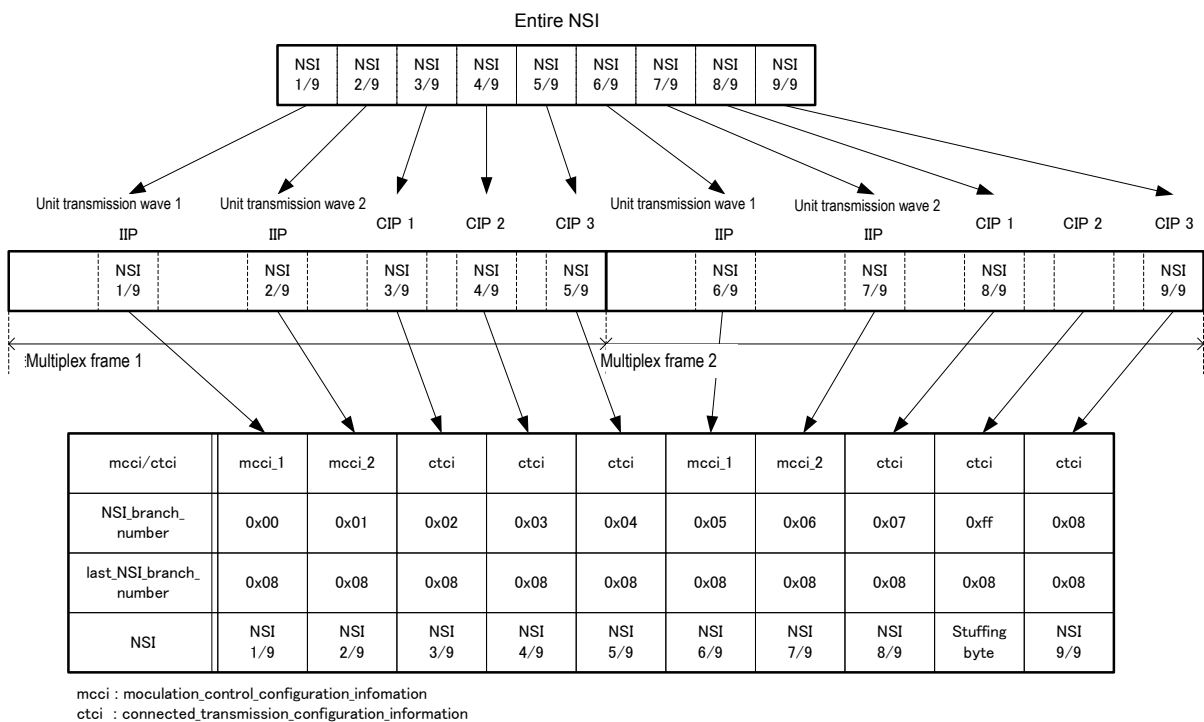 Entire NSI
NSI NSI NSI NSI NSI NSI NSI NSI NSI
1/9 2/9 3/9 4/9 5/9 6/9 7/9 8/9 9/9
Unit transmission wave 1 Unit transmission wave 2 CIP 1 CIP 2 CIP 3 Unit transmission wave 1 Unit transmission wave 2 CIP 1 CIP 2 CIP 3
IIP IIP IIP IIP
NSI NSI NSI NSI NSI NSI NSI NSI NSI
1/9 2/9 3/9 4/9 5/9 6/9 7/9 8/9 9/9
Multiplex frame 1 Multiplex frame 2
mcci/ctci mcci_1 mcci_2 ctci ctci ctci mcci_1 mcci_2 ctci ctci ctci
NSI_branch_
number 0x00 0x01 0x02 0x03 0x04 0x05 0x06 0x07 0xff 0x08
last_NSI_branch_
number 0x08 0x08 0x08 0x08 0x08 0x08 0x08 0x08 0x08 0x08
NSI NSI NSI NSI NSI NSI NSI NSI NSI Stuffing NSI
1/9 2/9 3/9 4/9 5/9 6/9 7/9 8/9 byte 9/9
mcci : moculation_control_configuration_infomation
ctci : connected_transmission_configuration_information